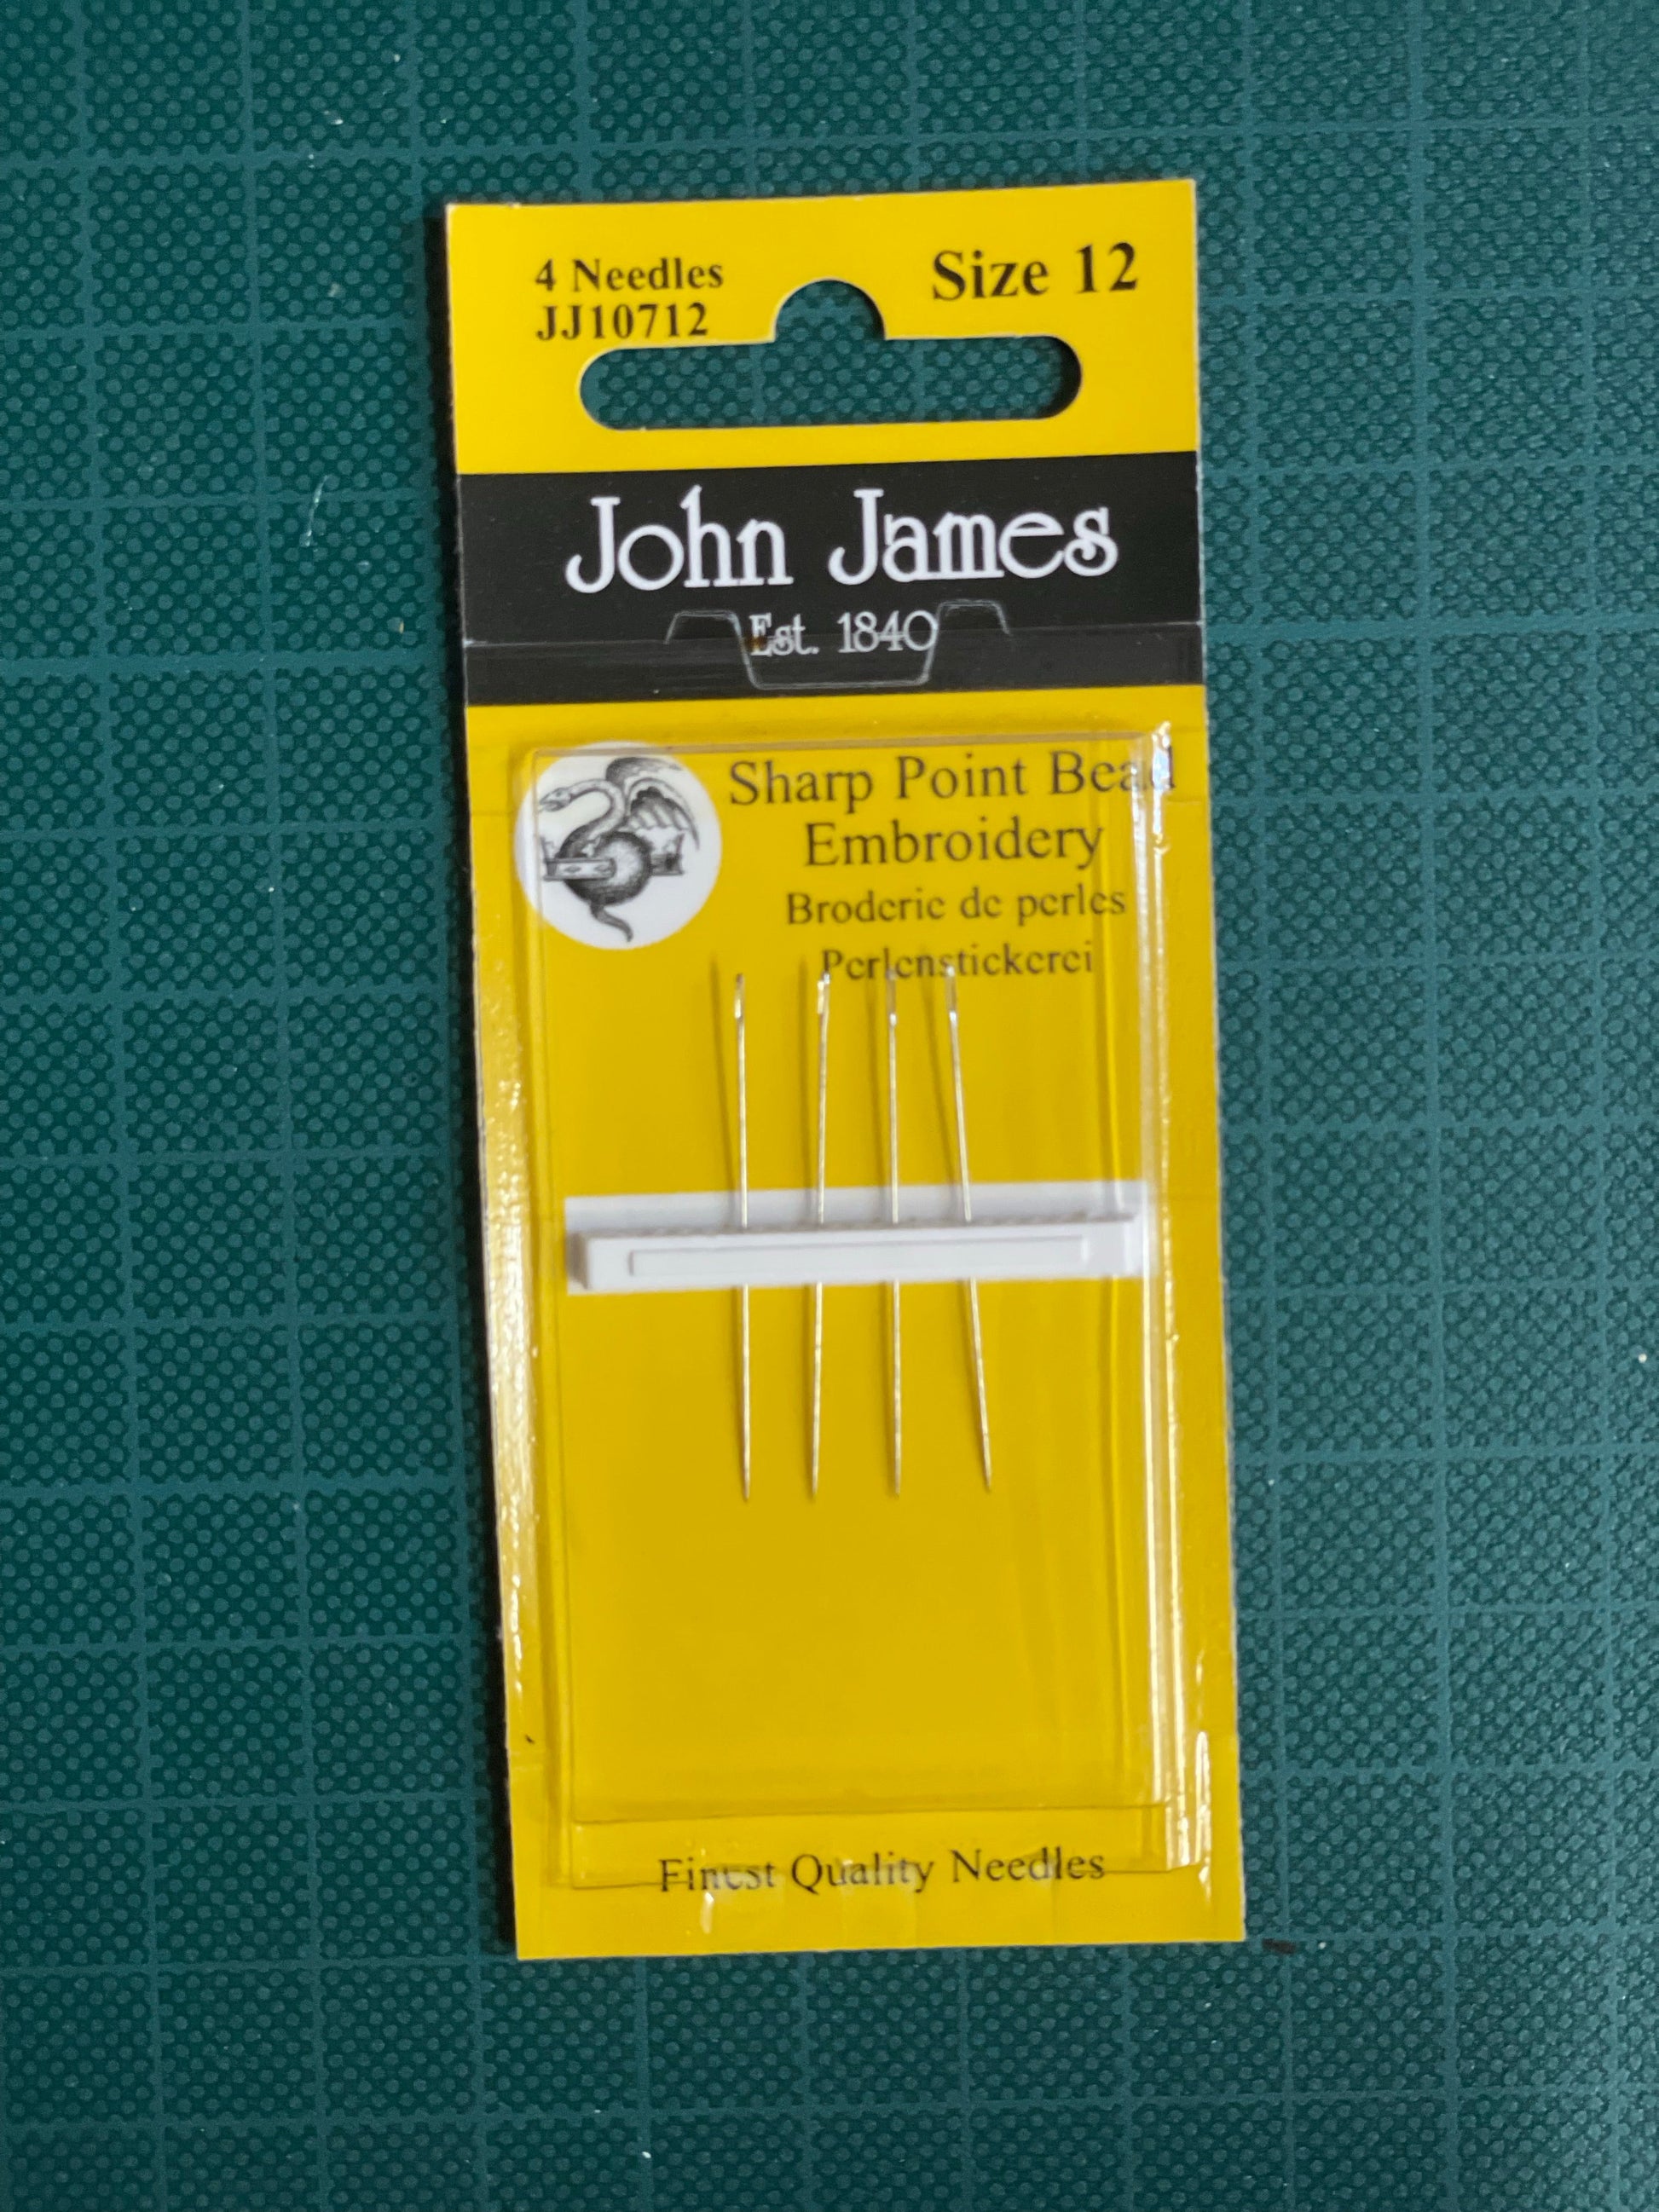 4 Needles
JJ10712
Size 12
John James
Est. 1840
Sharp Point Bead
Embroidery
Broderie de perles
Perlenstickerei
Finest Quality Needles